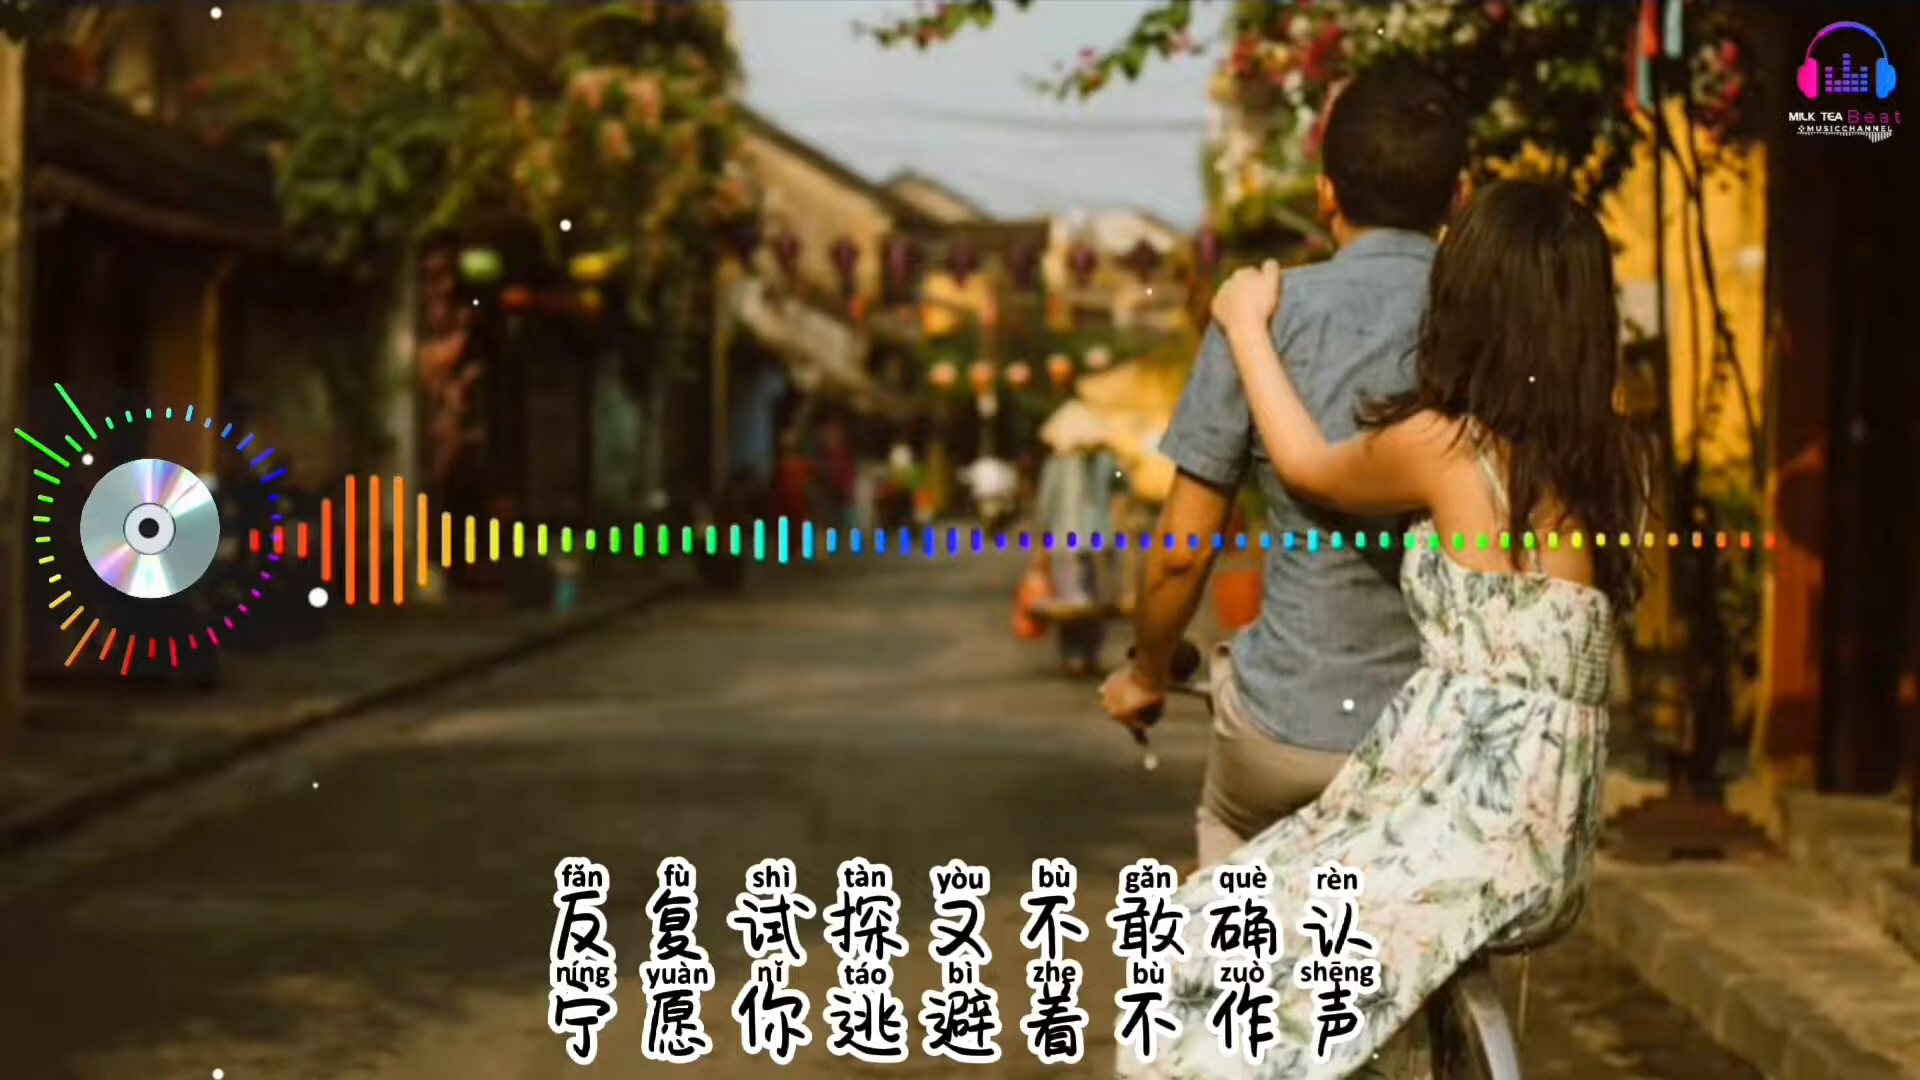 MILK TEA Beat
MUSICCHANNEL
fǎn fù shì tàn yòu bù gǎn què rèn
反复试探又不敢确认
níng yuàn nǐ táo bì zhe bù zuò shēng
宁愿你逃避着不作声